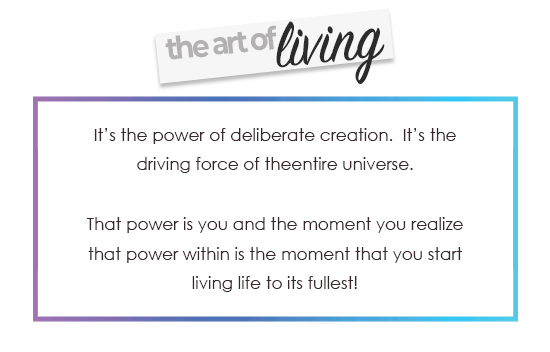 the art of living
It's the power of deliberate creation.  It's the
driving force of theentire universe.
That power is you and the moment you realize
that power within is the moment that you start
living life to its fullest!